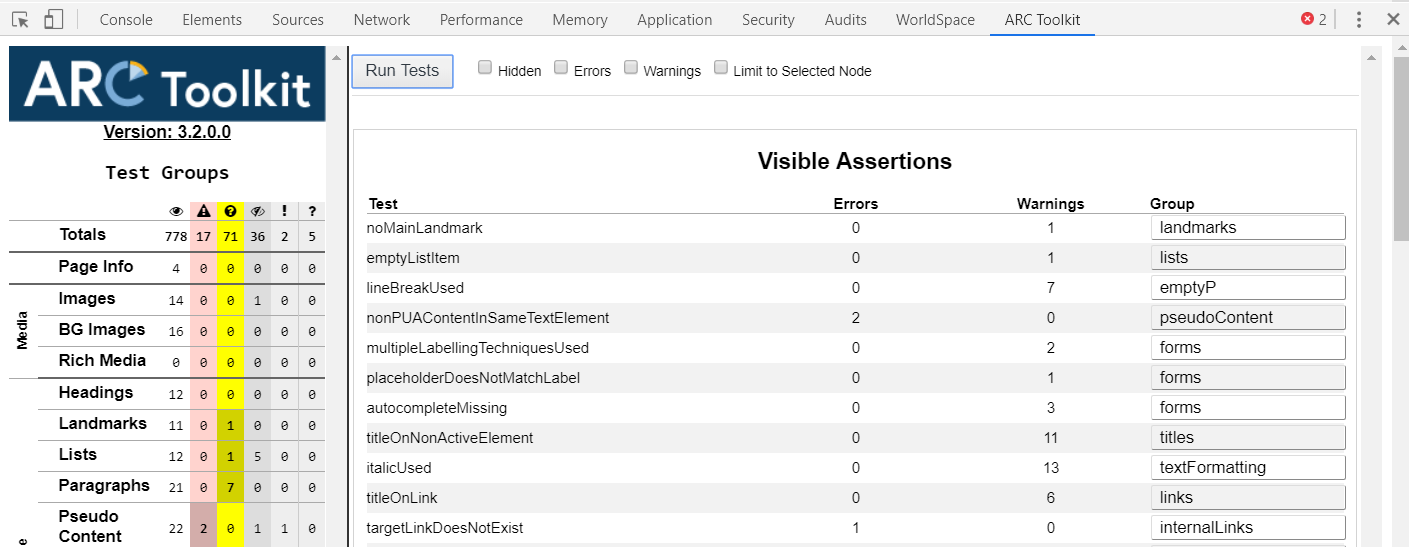 Console Elements Sources Network Performance Memory Application Security Audits WorldSpace ARC Toolkit 2
ARC Toolkit
Version: 3.2.0.0
Test Groups
! ?
Totals 778 17 71 36 2 5
Page Info 4 0 0 0 0 0
Media
Images 14 0 0 1 0 0
BG Images 16 0 0 0 0 0
Rich Media 0 0 0 0 0 0
Headings 12 0 0 0 0 0
Landmarks 11 0 1 0 0 0
Lists 12 0 1 5 0 0
Paragraphs 21 0 7 0 0 0
Pseudo
Content 22 2 0 1 1 0
Run Tests Hidden Errors Warnings Limit to Selected Node
Visible Assertions
Test Errors Warnings Group
noMainLandmark 0 1 landmarks
emptyListItem 0 1 lists
lineBreakUsed 0 7 emptyP
nonPUAContentInSameTextElement 2 0 pseudoContent
multipleLabellingTechniquesUsed 0 2 forms
placeholderDoesNotMatchLabel 0 1 forms
autocompleteMissing 0 3 forms
titleOnNonActiveElement 0 11 titles
italicUsed 0 13 textFormatting
titleOnLink 0 6 links
targetLinkDoesNotExist 1 0 internalLinks